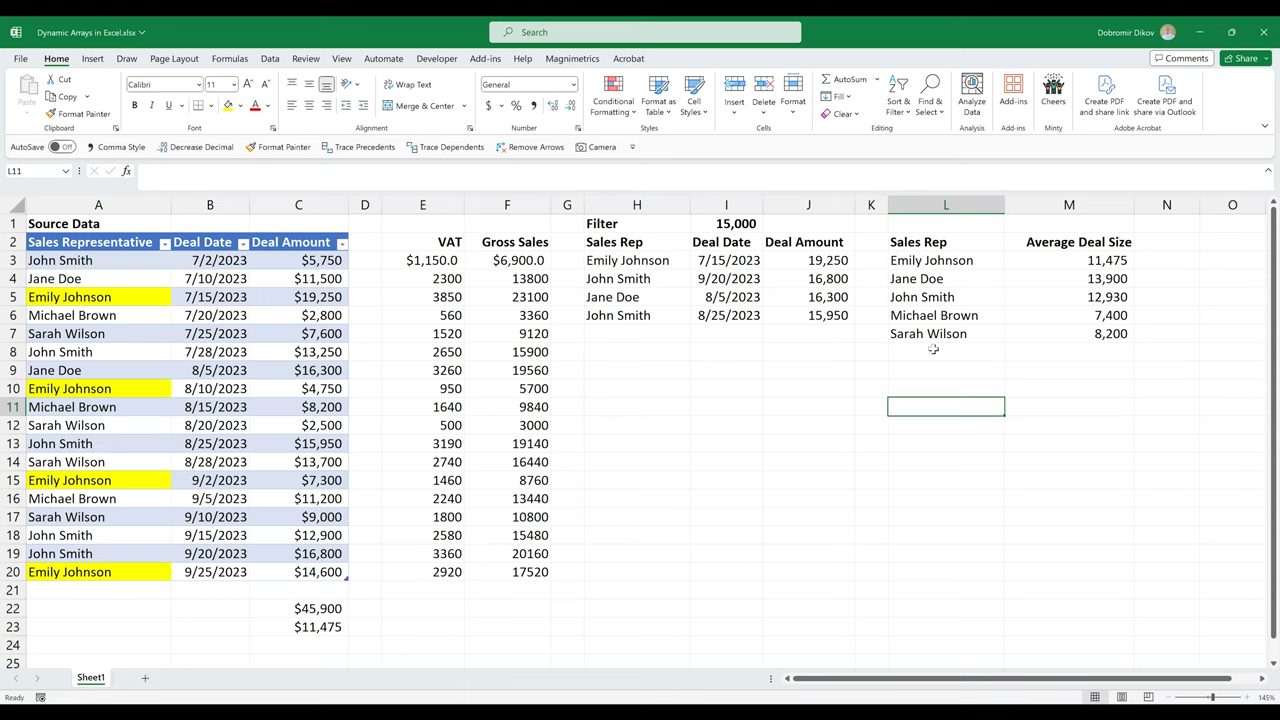 Dynamic Arrays in Excel.xlsx
Search
Dobromir Dikov
File Home Insert Draw Page Layout Formulas Data Review View Automate Developer Add-ins Help Magnimetrics Acrobat
Comments Share
Paste Cut Copy Format Painter Clipboard
Calibri 11 B I U A Font
Wrap Text Merge & Center Alignment
General $ % Number
Conditional Formatting Format as Table Cell Styles Styles
Insert Delete Format Cells
AutoSum Fill Clear Sort & Filter Find & Select Editing
Analyze Data Analysis
Add-ins Add-ins
Cheers Minty
Create PDF and share link Create PDF and share via Outlook Adobe Acrobat
AutoSave Off Comma Style Decrease Decimal Format Painter Trace Precedents Trace Dependents Remove Arrows Camera
L11 fx
A B C D E F G H I J K L M N O
1 Source Data Filter 15,000
2 Sales Representative Deal Date Deal Amount VAT Gross Sales Sales Rep Deal Date Deal Amount Sales Rep Average Deal Size
3 John Smith 7/2/2023 $5,750 $1,150.0 $6,900.0 Emily Johnson 7/15/2023 19,250 Emily Johnson 11,475
4 Jane Doe 7/10/2023 $11,500 2300 13800 John Smith 9/20/2023 16,800 Jane Doe 13,900
5 Emily Johnson 7/15/2023 $19,250 3850 23100 Jane Doe 8/5/2023 16,300 John Smith 12,930
6 Michael Brown 7/20/2023 $2,800 560 3360 John Smith 8/25/2023 15,950 Michael Brown 7,400
7 Sarah Wilson 7/25/2023 $7,600 1520 9120 Sarah Wilson 8,200
8 John Smith 7/28/2023 $13,250 2650 15900
9 Jane Doe 8/5/2023 $16,300 3260 19560
10 Emily Johnson 8/10/2023 $4,750 950 5700
11 Michael Brown 8/15/2023 $8,200 1640 9840
12 Sarah Wilson 8/20/2023 $2,500 500 3000
13 John Smith 8/25/2023 $15,950 3190 19140
14 Sarah Wilson 8/28/2023 $13,700 2740 16440
15 Emily Johnson 9/2/2023 $7,300 1460 8760
16 Michael Brown 9/5/2023 $11,200 2240 13440
17 Sarah Wilson 9/10/2023 $9,000 1800 10800
18 John Smith 9/15/2023 $12,900 2580 15480
19 John Smith 9/20/2023 $16,800 3360 20160
20 Emily Johnson 9/25/2023 $14,600 2920 17520
21
22 $45,900
23 $11,475
24
25
Sheet1
Ready 145%